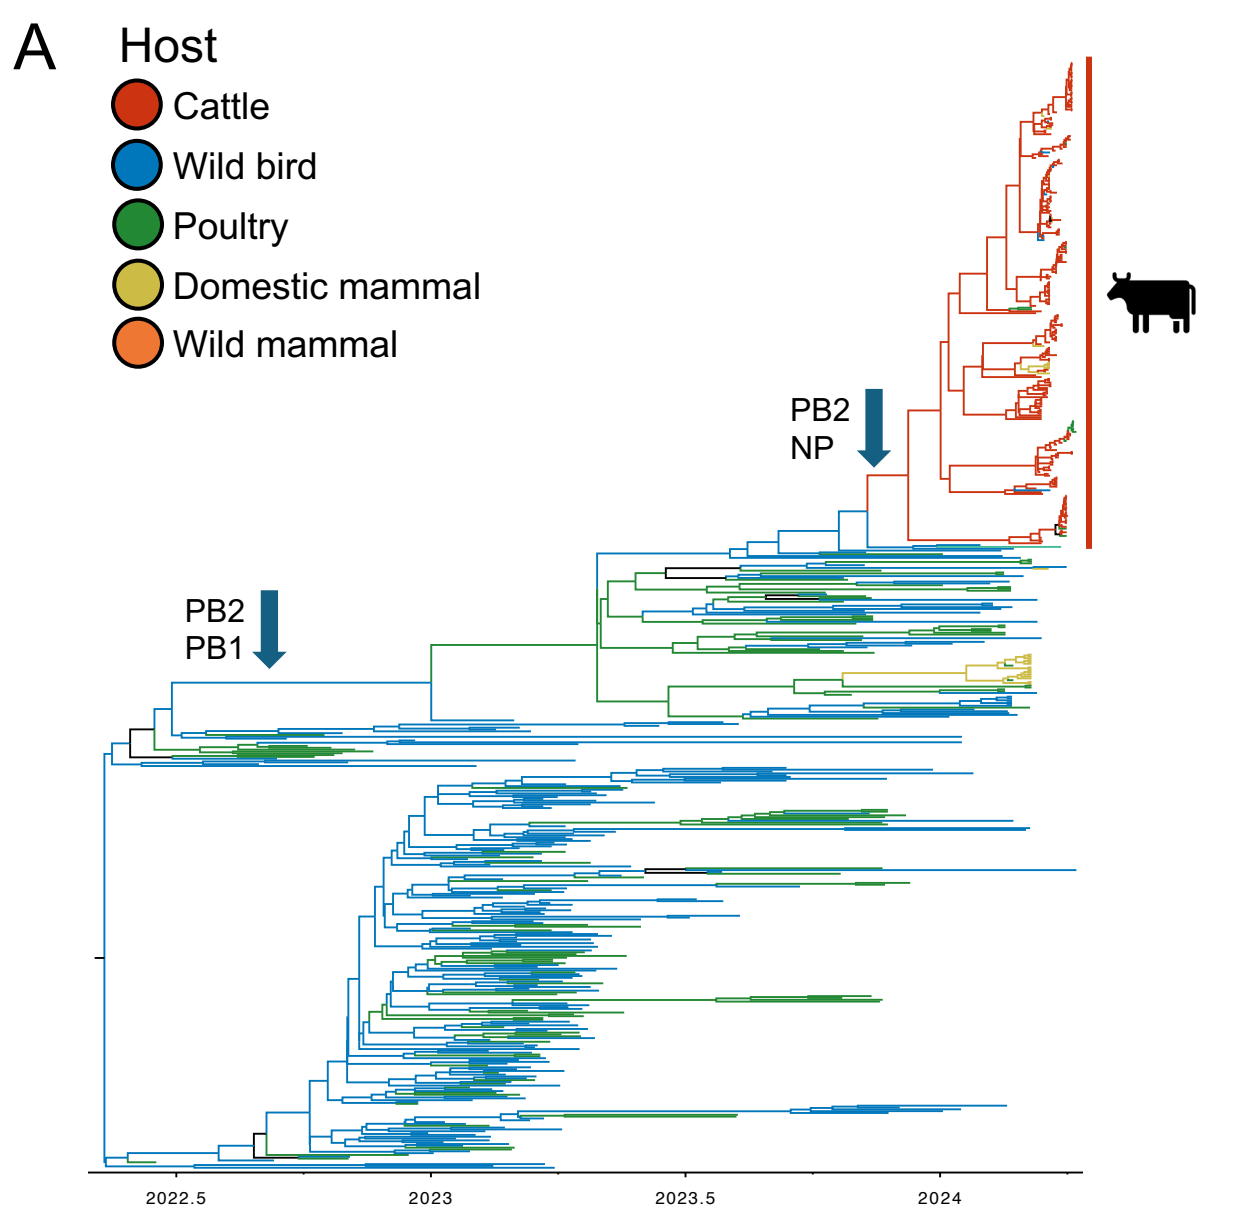 A
Host
Cattle
Wild bird
Poultry
Domestic mammal
Wild mammal
PB2
NP
PB2
PB1
2022.5 2023 2023.5 2024